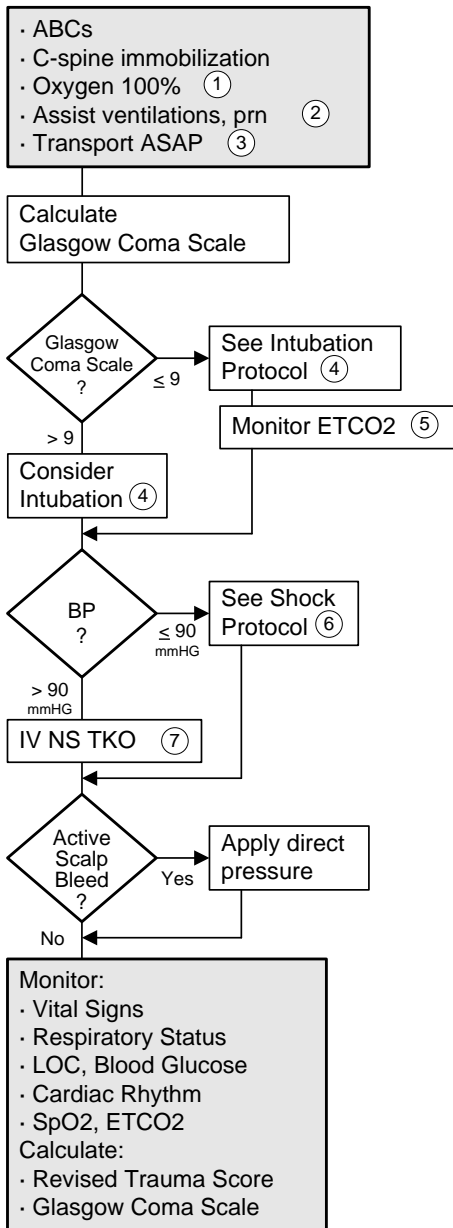 · ABCs
· C-spine immobilization
· Oxygen 100% 1
· Assist ventilations, prn 2
· Transport ASAP 3
Calculate
Glasgow Coma Scale
Glasgow
Coma Scale
?
≤ 9
See Intubation
Protocol 4
Monitor ETCO2 5
> 9
Consider
Intubation 4
BP
?
≤ 90
mmHG
See Shock
Protocol 6
> 90
mmHG
IV NS TKO 7
Active
Scalp
Bleed
?
Yes
Apply direct
pressure
No
Monitor:
· Vital Signs
· Respiratory Status
· LOC, Blood Glucose
· Cardiac Rhythm
· SpO2, ETCO2
Calculate:
· Revised Trauma Score
· Glasgow Coma Scale